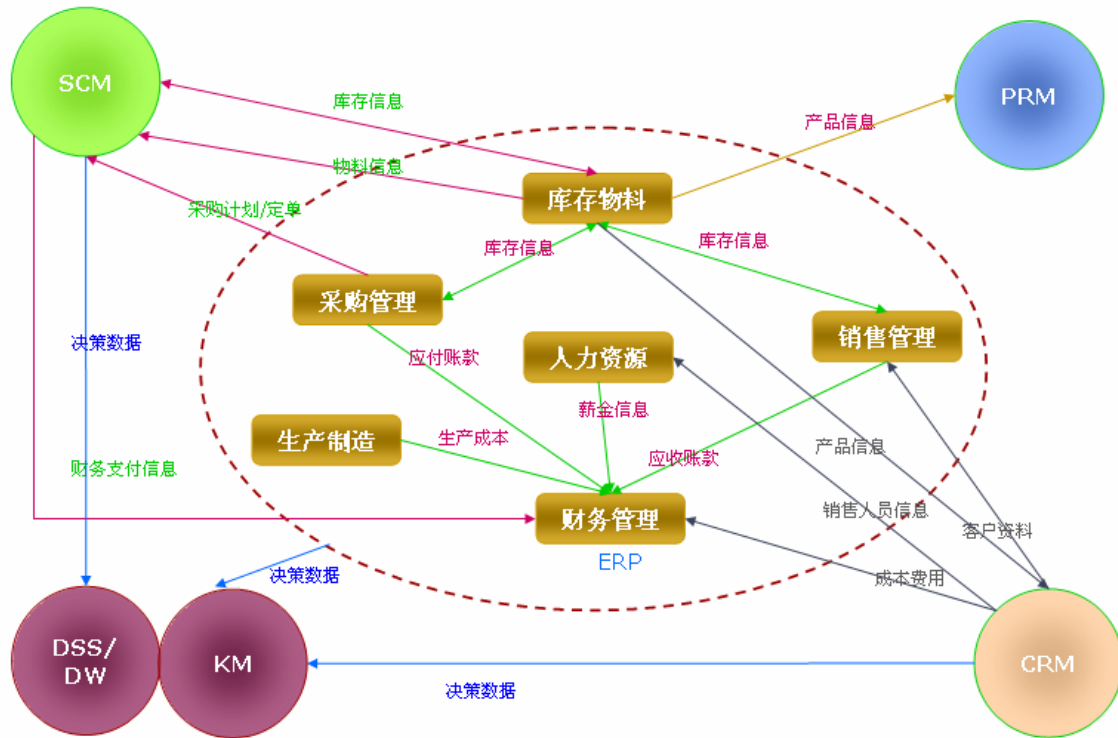 SCM
PRM
库存信息
产品信息
物料信息
库存物料
采购计划/定单
库存信息
库存信息
采购管理
销售管理
决策数据
应付账款
人力资源
薪金信息
生产制造
生产成本
应收账款
产品信息
财务支付信息
财务管理
销售人员信息
客户资料
ERP
决策数据
成本费用
DSS/
DW
KM
CRM
决策数据